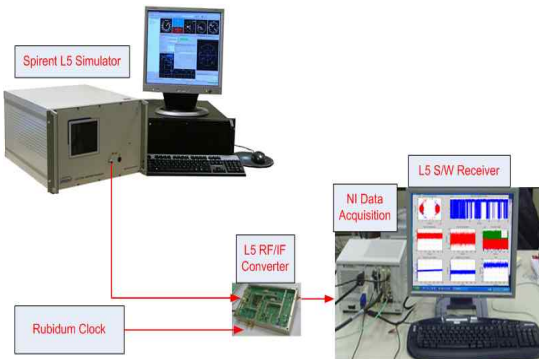 Spirent L5 Simulator
L5 S/W Receiver
NI Data
Acquisition
L5 RF/IF
Converter
Rubidum Clock